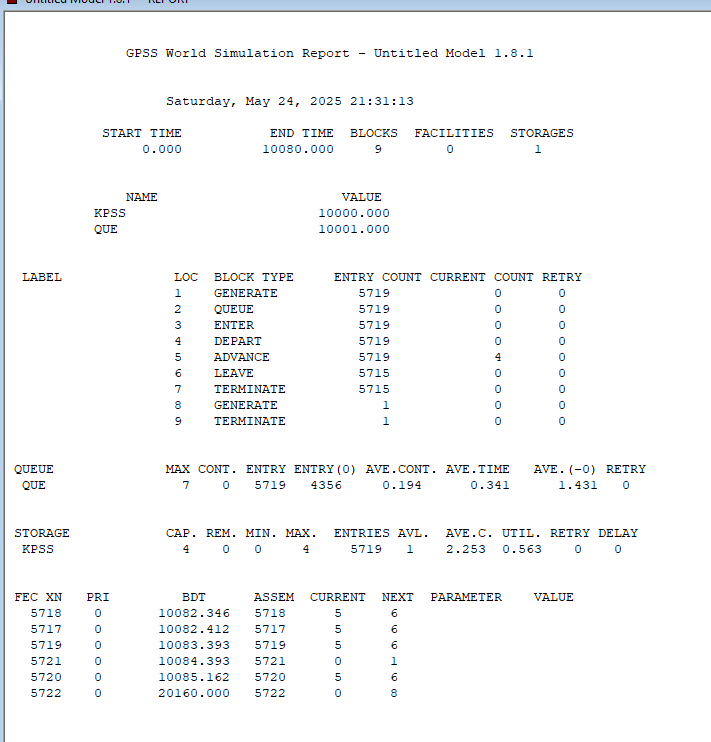 Untitled Model 1.8.1 - REPORT
GPSS World Simulation Report - Untitled Model 1.8.1
Saturday, May 24, 2025 21:31:13
START TIME END TIME BLOCKS FACILITIES STORAGES
0.000 10080.000 9 0 1
NAME VALUE
KPSS 10000.000
QUE 10001.000
LABEL LOC BLOCK TYPE ENTRY COUNT CURRENT COUNT RETRY
1 GENERATE 5719 0 0
2 QUEUE 5719 0 0
3 ENTER 5719 0 0
4 DEPART 5719 0 0
5 ADVANCE 5719 4 0
6 LEAVE 5715 0 0
7 TERMINATE 5715 0 0
8 GENERATE 1 0 0
9 TERMINATE 1 0 0
QUEUE MAX CONT. ENTRY ENTRY(0) AVE.CONT. AVE.TIME AVE.(-0) RETRY
QUE 7 0 5719 4356 0.194 0.341 1.431 0
STORAGE CAP. REM. MIN. MAX. ENTRIES AVL. AVE.C. UTIL. RETRY DELAY
KPSS 4 0 0 4 5719 1 2.253 0.563 0 0
FEC XN PRI BDT ASSEM CURRENT NEXT PARAMETER VALUE
5718 0 10082.346 5718 5 6
5717 0 10082.412 5717 5 6
5719 0 10083.393 5719 5 6
5721 0 10084.393 5721 0 1
5720 0 10085.162 5720 5 6
5722 0 20160.000 5722 0 8